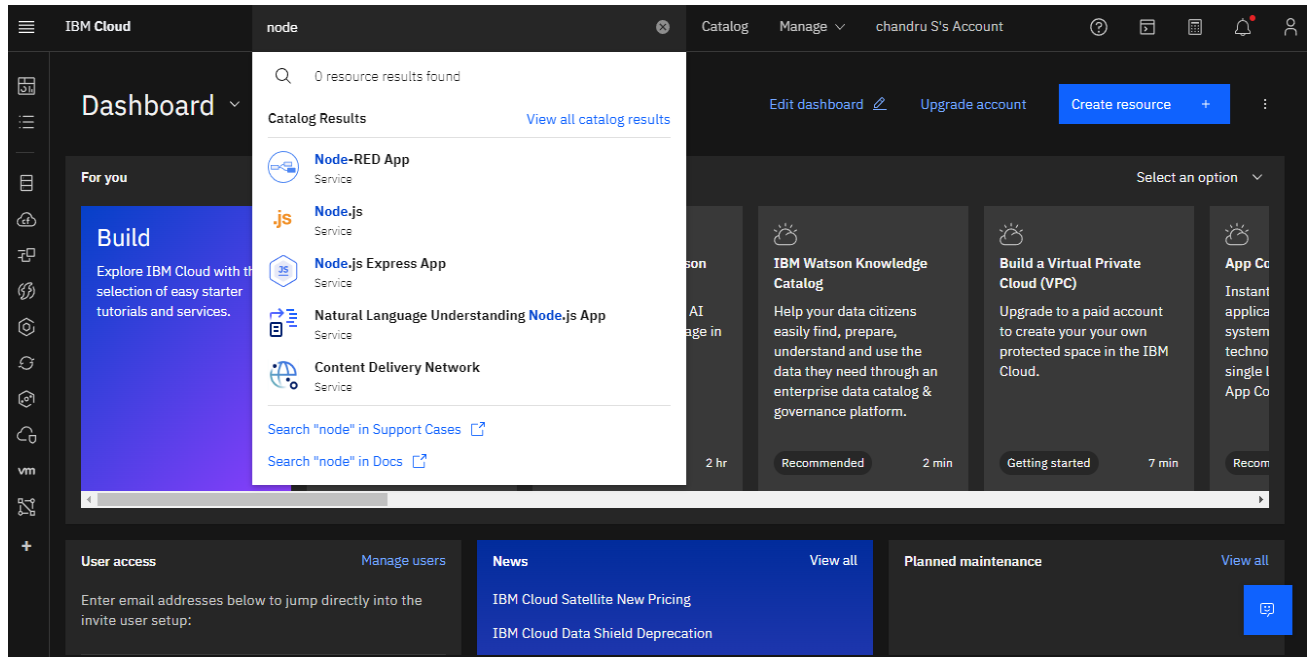 IBM Cloud
node
Catalog
Manage
chandru S's Account
0 resource results found
Catalog Results
View all catalog results
Node-RED App
Service
.js
Node.js
Service
JS
Node.js Express App
Service
Natural Language Understanding Node.js App
Service
Content Delivery Network
Service
Search "node" in Support Cases
Search "node" in Docs
Dashboard
Edit dashboard
Upgrade account
Create resource +
For you
Select an option
Build
Explore IBM Cloud with th
selection of easy starter
tutorials and services.
son
AI
age in
2 hr
IBM Watson Knowledge
Catalog
Help your data citizens
easily find, prepare,
understand and use the
data they need through an
enterprise data catalog &
governance platform.
Recommended
2 min
Build a Virtual Private
Cloud (VPC)
Upgrade to a paid account
to create your your own
protected space in the IBM
Cloud.
Getting started
7 min
App Co
Instant
applica
system
techno
single l
App Co
Recom
cf
vm
User access
Manage users
Enter email addresses below to jump directly into the
invite user setup:
News
View all
IBM Cloud Satellite New Pricing
IBM Cloud Data Shield Deprecation
Planned maintenance
View all